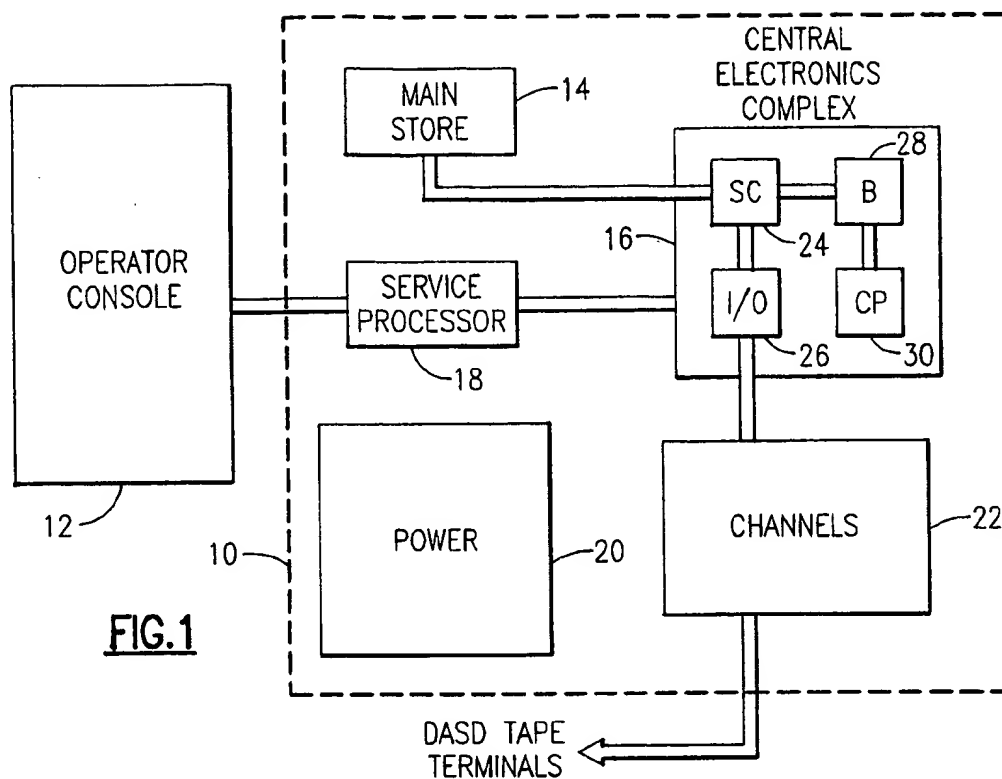 CENTRAL
ELECTRONICS
COMPLEX
MAIN
STORE
14
28
SC
B
OPERATOR
CONSOLE
16
24
SERVICE
PROCESSOR
I/O
CP
18
26
30
12
10
POWER
20
CHANNELS
22
FIG.1
DASD TAPE
TERMINALS